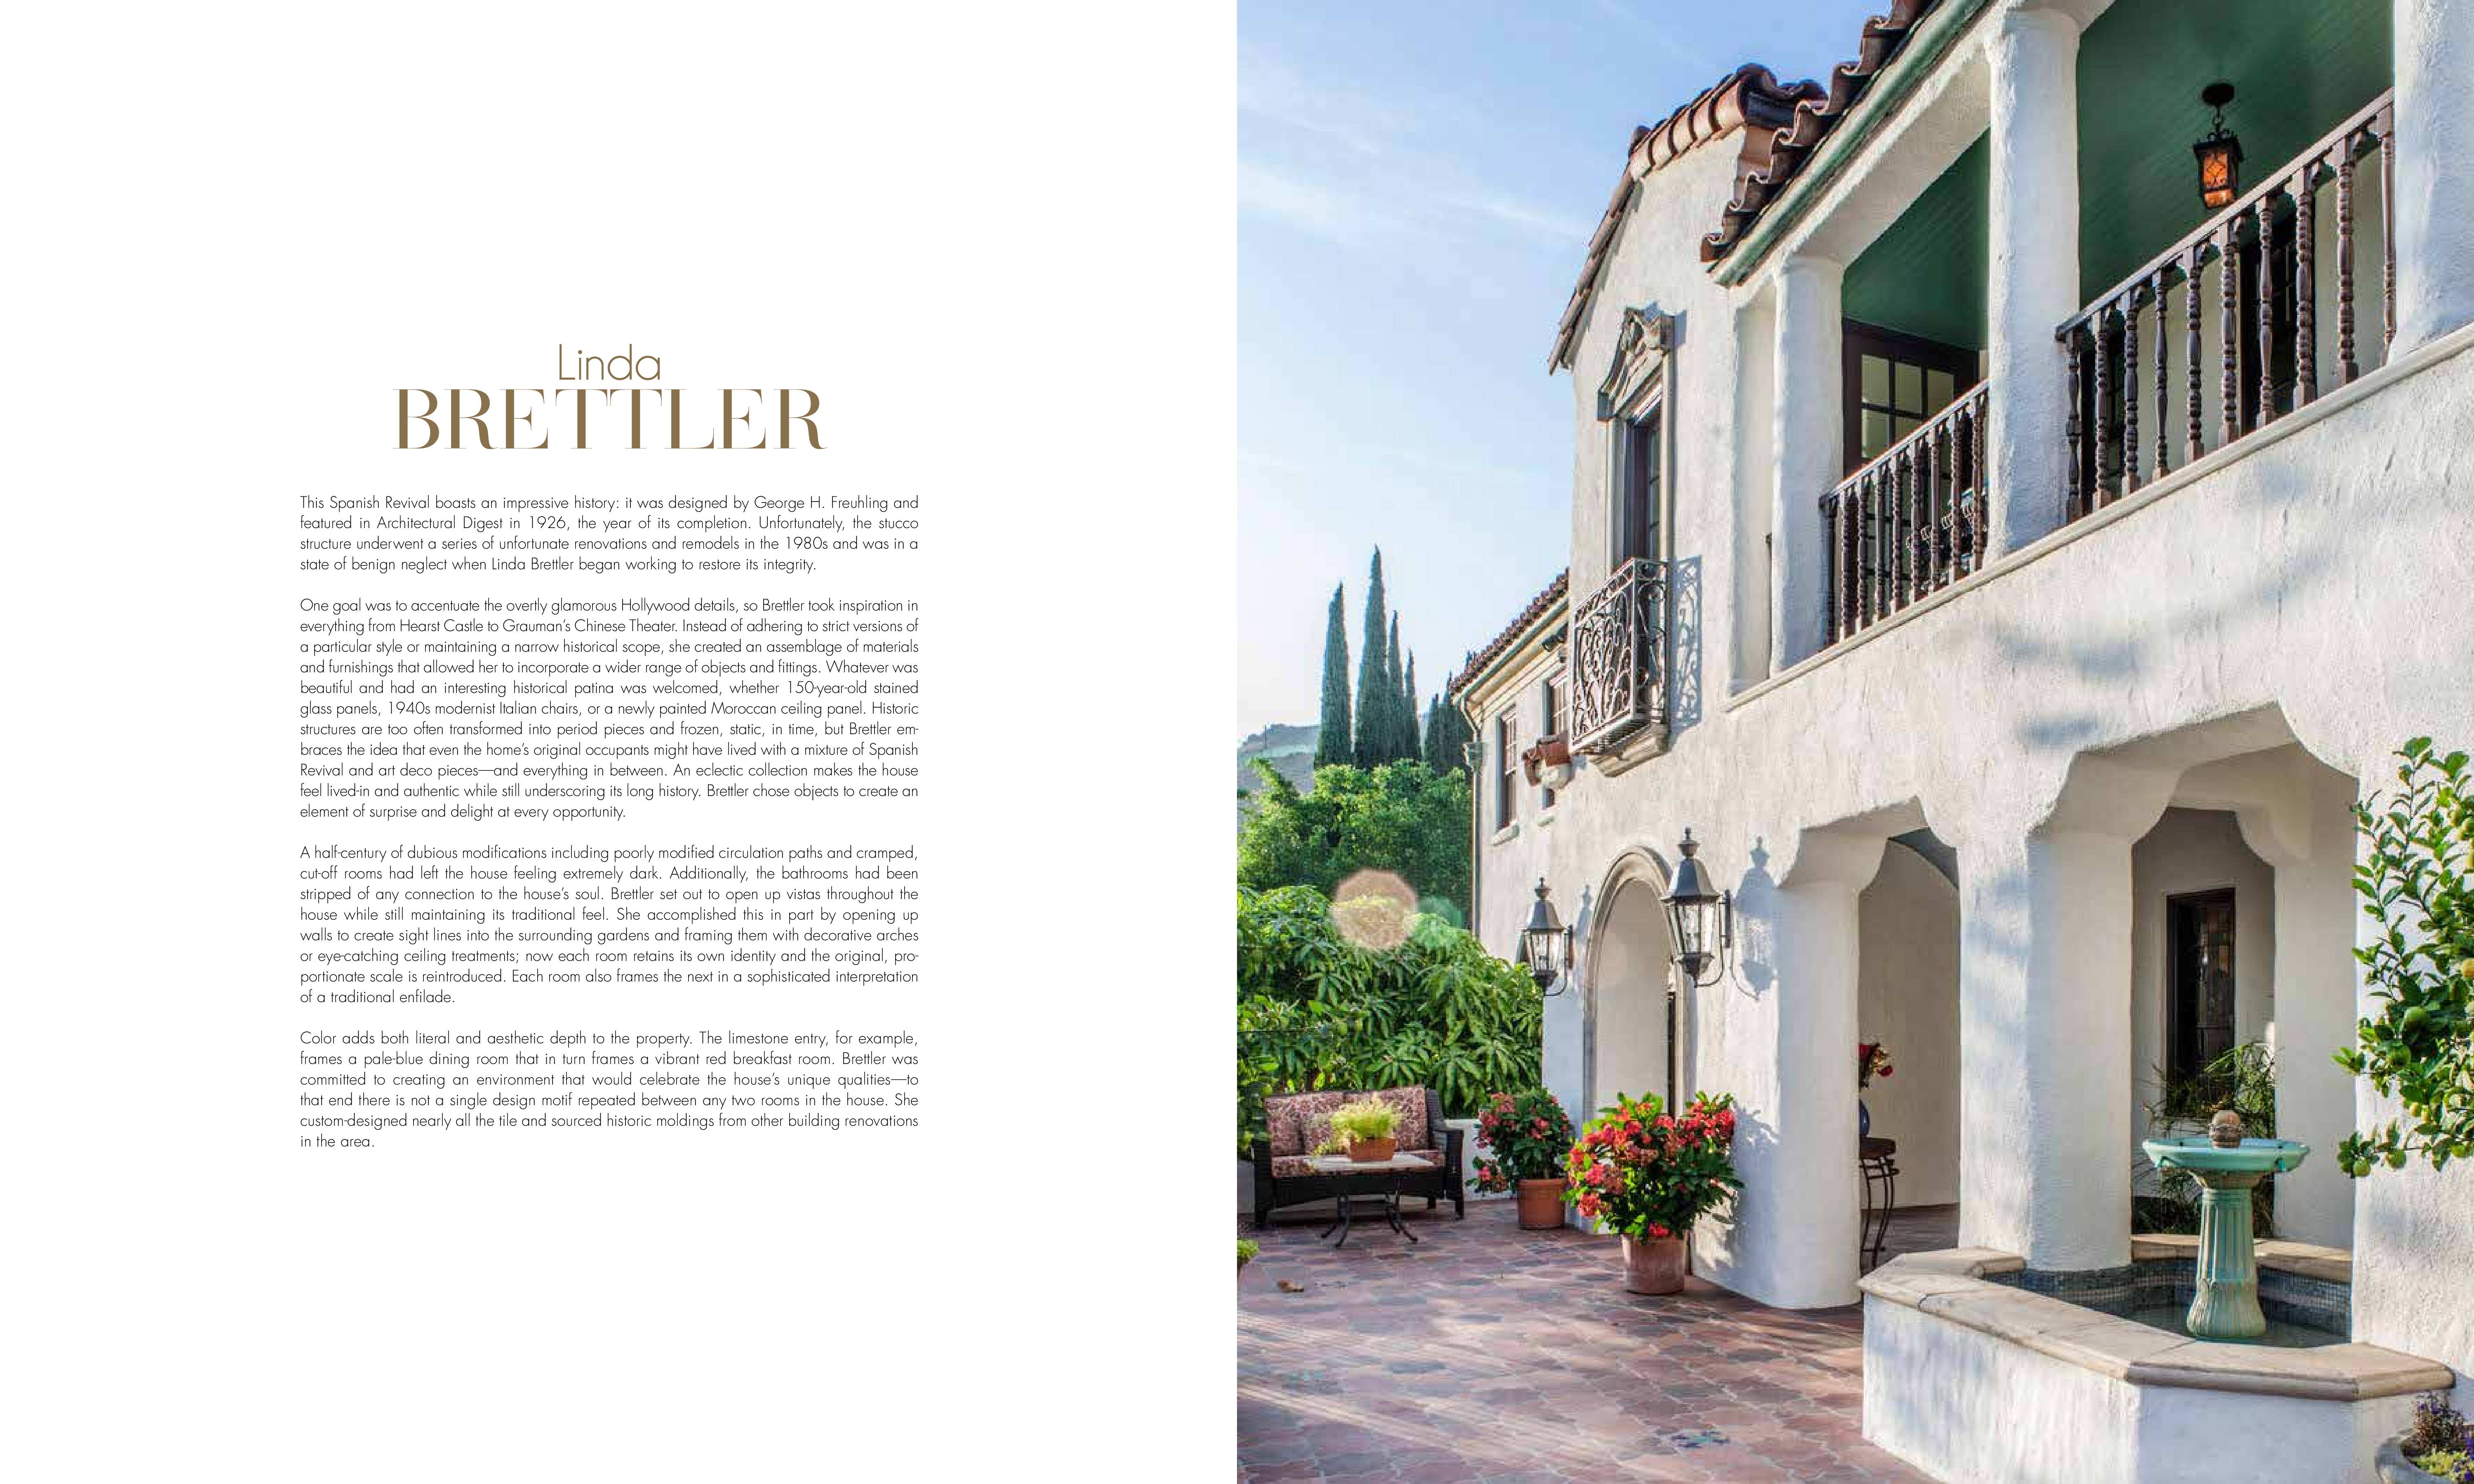 Linda
BRETTLER
This Spanish Revival boasts an impressive history: it was designed by George H. Freuhling and
featured in Architectural Digest in 1926, the year of its completion. Unfortunately, the stucco
structure underwent a series of unfortunate renovations and remodels in the 1980s and was in a
state of benign neglect when Linda Brettler began working to restore its integrity.
One goal was to accentuate the overtly glamorous Hollywood details, so Brettler took inspiration in
everything from Hearst Castle to Grauman’s Chinese Theater. Instead of adhering to strict versions of
a particular style or maintaining a narrow historical scope, she created an assemblage of materials
and furnishings that allowed her to incorporate a wider range of objects and fittings. Whatever was
beautiful and had an interesting historical patina was welcomed, whether 150-year-old stained
glass panels, 1940s modernist Italian chairs, or a newly painted Moroccan ceiling panel. Historic
structures are too often transformed into period pieces and frozen, static, in time, but Brettler em-
braces the idea that even the home’s original occupants might have lived with a mixture of Spanish
Revival and art deco pieces—and everything in between. An eclectic collection makes the house
feel lived-in and authentic while still underscoring its long history. Brettler chose objects to create an
element of surprise and delight at every opportunity.
A half-century of dubious modifications including poorly modified circulation paths and cramped,
cut-off rooms had left the house feeling extremely dark. Additionally, the bathrooms had been
stripped of any connection to the house’s soul. Brettler set out to open up vistas throughout the
house while still maintaining its traditional feel. She accomplished this in part by opening up
walls to create sight lines into the surrounding gardens and framing them with decorative arches
or eye-catching ceiling treatments; now each room retains its own identity and the original, pro-
portionate scale is reintroduced. Each room also frames the next in a sophisticated interpretation
of a traditional enfilade.
Color adds both literal and aesthetic depth to the property. The limestone entry, for example,
frames a pale-blue dining room that in turn frames a vibrant red breakfast room. Brettler was
committed to creating an environment that would celebrate the house’s unique qualities—to
that end there is not a single design motif repeated between any two rooms in the house. She
custom-designed nearly all the tile and sourced historic moldings from other building renovations
in the area.